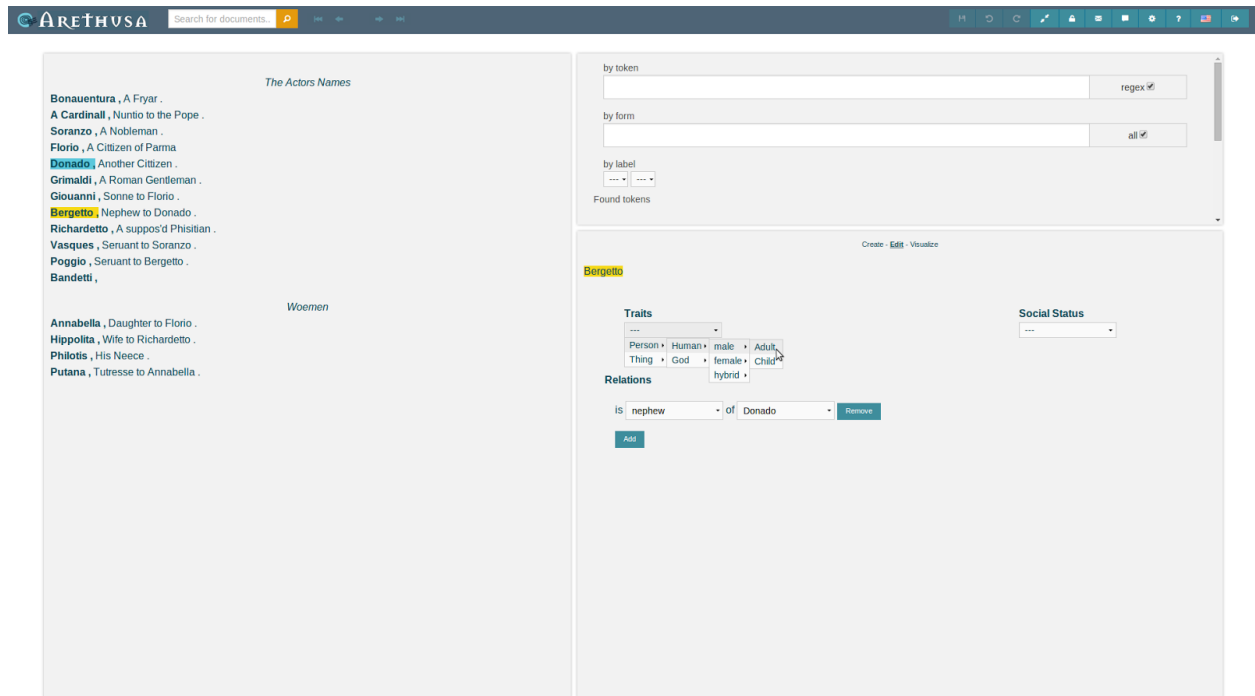 ARETHUSA Search for documents..
The Actors Names
Bonauentura , A Fryar .
A Cardinall , Nuntio to the Pope .
Soranzo , A Nobleman .
Florio , A Cittizen of Parma
Donado , Another Cittizen .
Grimaldi , A Roman Gentleman .
Giouanni , Sonne to Florio .
Bergetto , Nephew to Donado .
Richardetto , A suppos'd Phisitian .
Vasques , Seruant to Soranzo .
Poggio , Seruant to Bergetto .
Bandetti ,
Woemen
Annabella , Daughter to Florio .
Hippolita , Wife to Richardetto .
Philotis , His Neece .
Putana , Tutresse to Annabella .
by token
regex
by form
all
by label
--- ---
Found tokens
Create - Edit - Visualize
Bergetto
Traits Social Status
--- ---
Person Human male Adult
Thing God female Child
hybrid
Relations
is nephew of Donado Remove
Add